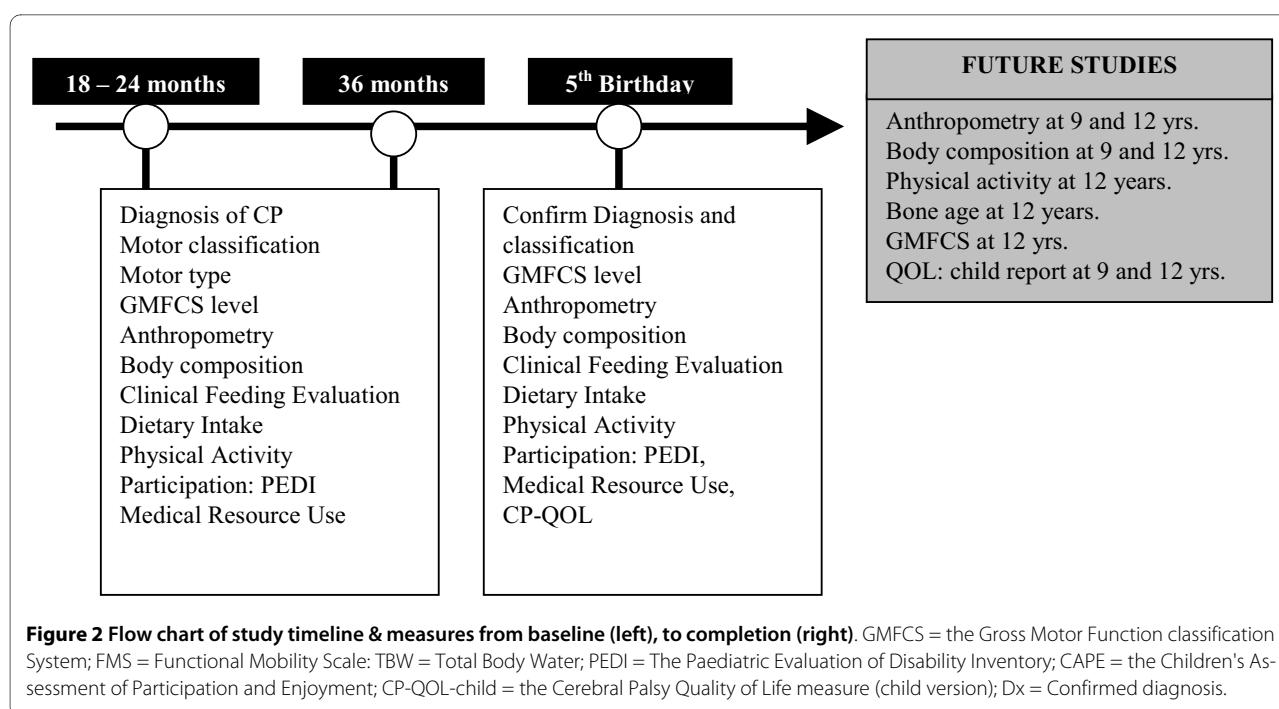 18 – 24 months
36 months
5th Birthday
Diagnosis of CP
Motor classification
Motor type
GMFCS level
Anthropometry
Body composition
Clinical Feeding Evaluation
Dietary Intake
Physical Activity
Participation: PEDI
Medical Resource Use
Confirm Diagnosis and
classification
GMFCS level
Anthropometry
Body composition
Clinical Feeding Evaluation
Dietary Intake
Physical Activity
Participation: PEDI,
Medical Resource Use,
CP-QOL
FUTURE STUDIES
Anthropometry at 9 and 12 yrs.
Body composition at 9 and 12 yrs.
Physical activity at 12 years.
Bone age at 12 years.
GMFCS at 12 yrs.
QOL: child report at 9 and 12 yrs.
Figure 2 Flow chart of study timeline & measures from baseline (left), to completion (right). GMFCS = the Gross Motor Function classification
System; FMS = Functional Mobility Scale: TBW = Total Body Water; PEDI = The Paediatric Evaluation of Disability Inventory; CAPE = the Children's As-
sessment of Participation and Enjoyment; CP-QOL-child = the Cerebral Palsy Quality of Life measure (child version); Dx = Confirmed diagnosis.